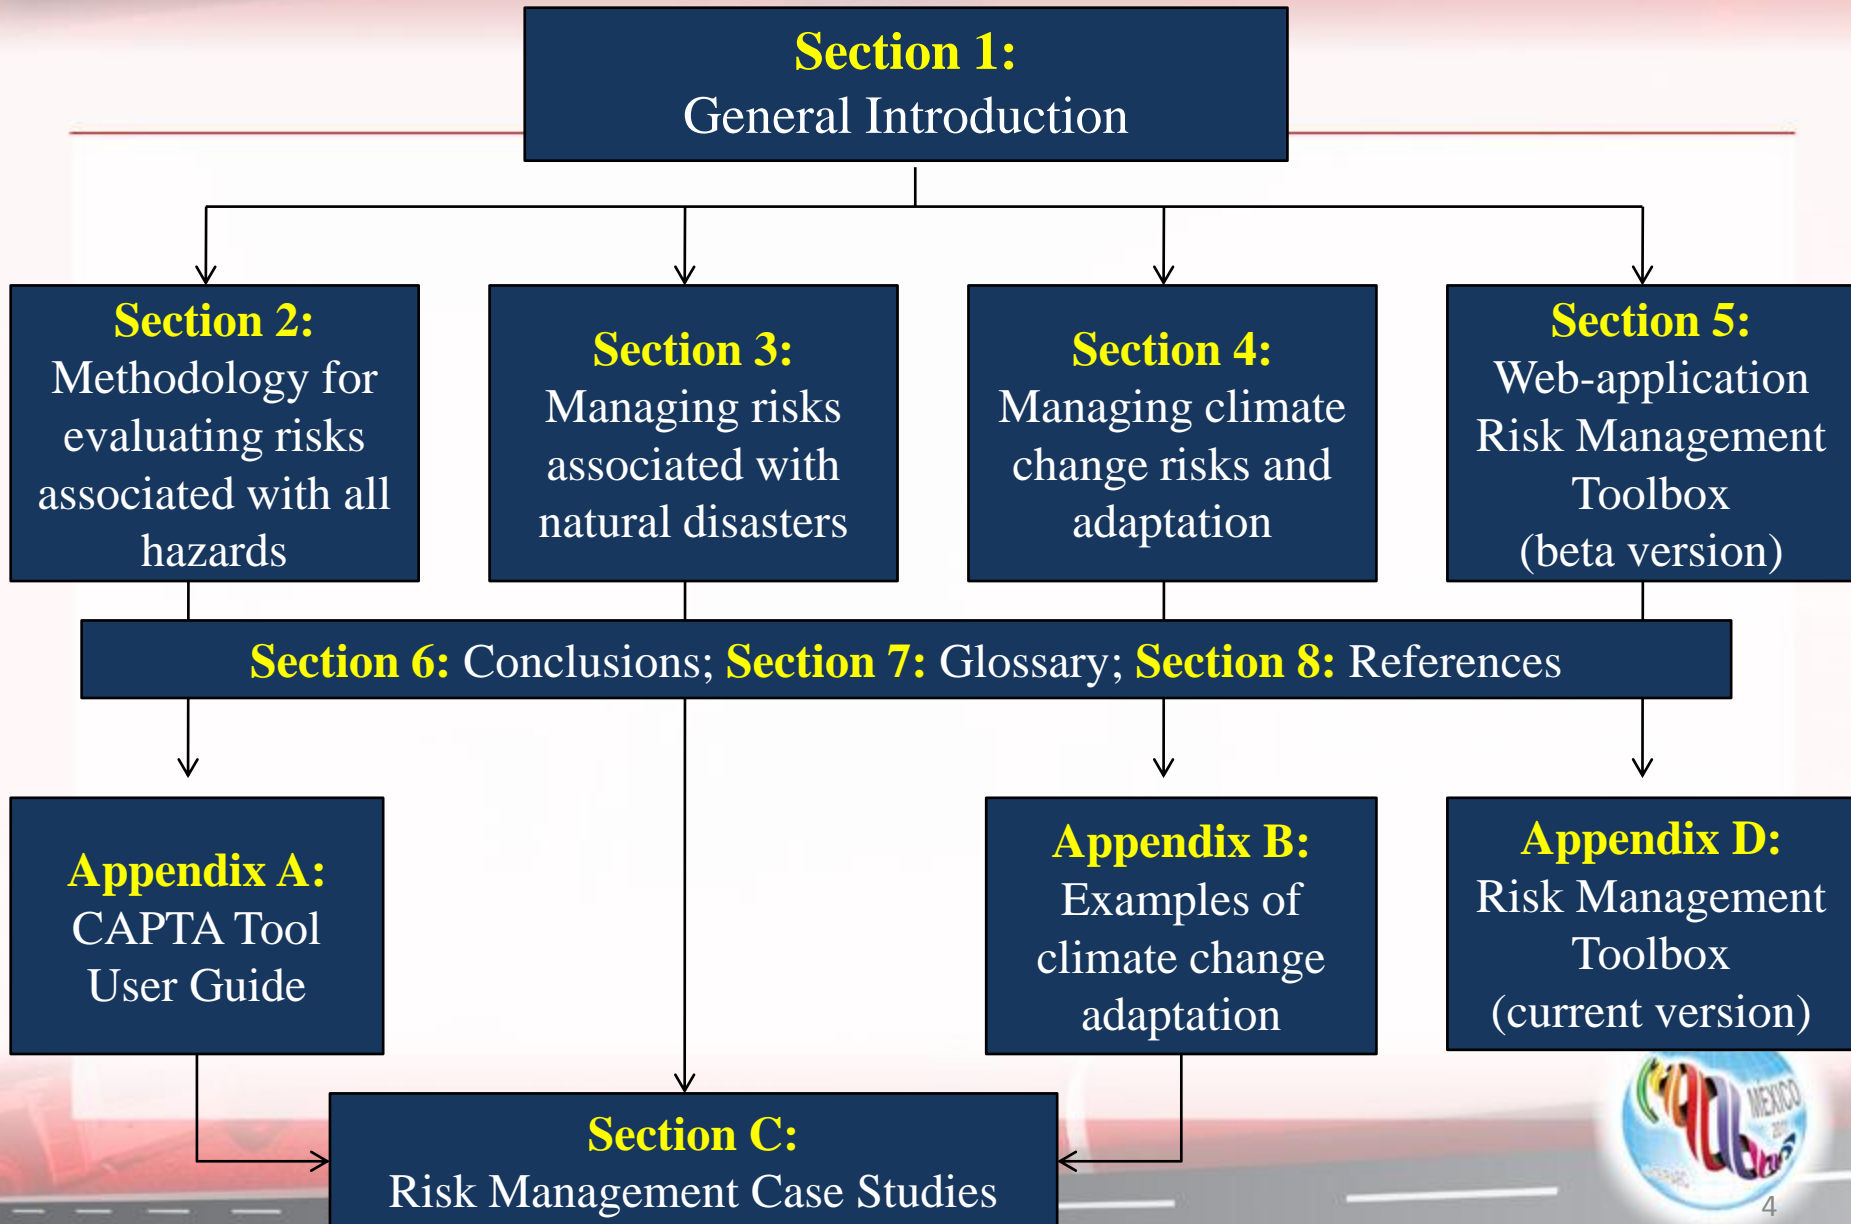 Section 1:
General Introduction
Section 2:
Methodology for
evaluating risks
associated with all
hazards
Section 3:
Managing risks
associated with
natural disasters
Section 4:
Managing climate
change risks and
adaptation
Section 5:
Web-application
Risk Management
Toolbox
(beta version)
Section 6: Conclusions; Section 7: Glossary; Section 8: References
Appendix A:
CAPTA Tool
User Guide
Appendix B:
Examples of
climate change
adaptation
Appendix D:
Risk Management
Toolbox
(current version)
Section C:
Risk Management Case Studies
MÉXICO
4